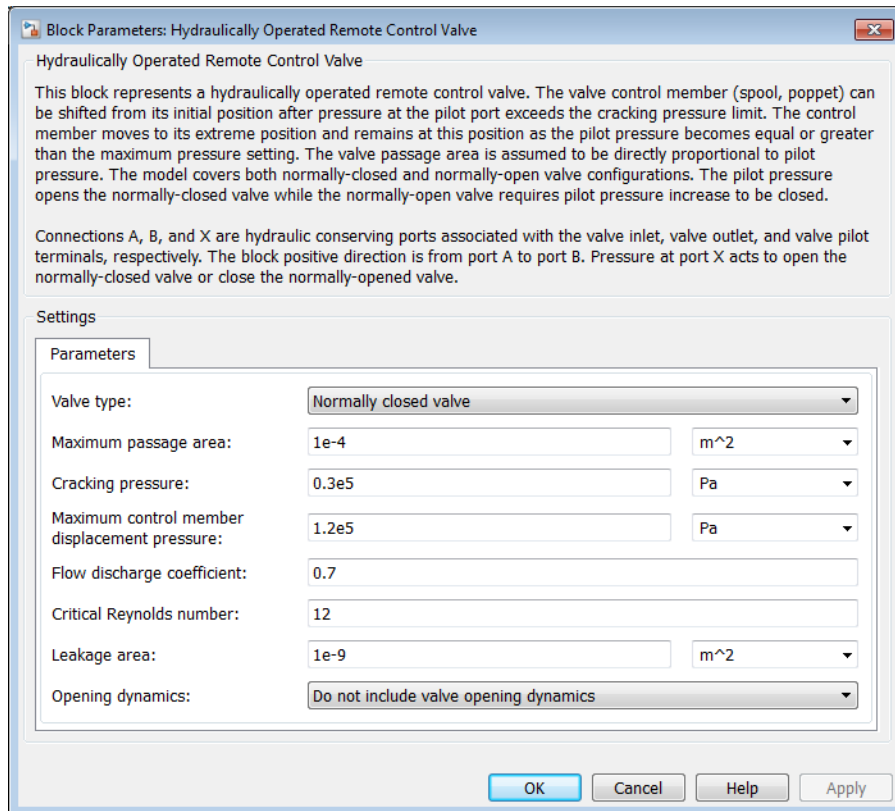 Block Parameters: Hydraulically Operated Remote Control Valve
Hydraulically Operated Remote Control Valve
This block represents a hydraulically operated remote control valve. The valve control member (spool, poppet) can
be shifted from its initial position after pressure at the pilot port exceeds the cracking pressure limit. The control
member moves to its extreme position and remains at this position as the pilot pressure becomes equal or greater
than the maximum pressure setting. The valve passage area is assumed to be directly proportional to pilot
pressure. The model covers both normally-closed and normally-open valve configurations. The pilot pressure
opens the normally-closed valve while the normally-open valve requires pilot pressure increase to be closed.
Connections A, B, and X are hydraulic conserving ports associated with the valve inlet, valve outlet, and valve pilot
terminals, respectively. The block positive direction is from port A to port B. Pressure at port X acts to open the
normally-closed valve or close the normally-opened valve.
Settings
Parameters
Valve type: Normally closed valve
Maximum passage area: 1e-4 m^2
Cracking pressure: 0.3e5 Pa
Maximum control member
displacement pressure: 1.2e5 Pa
Flow discharge coefficient: 0.7
Critical Reynolds number: 12
Leakage area: 1e-9 m^2
Opening dynamics: Do not include valve opening dynamics
OK Cancel Help Apply